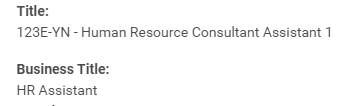 Title:
123E-YN - Human Resource Consultant Assistant 1
Business Title:
HR Assistant